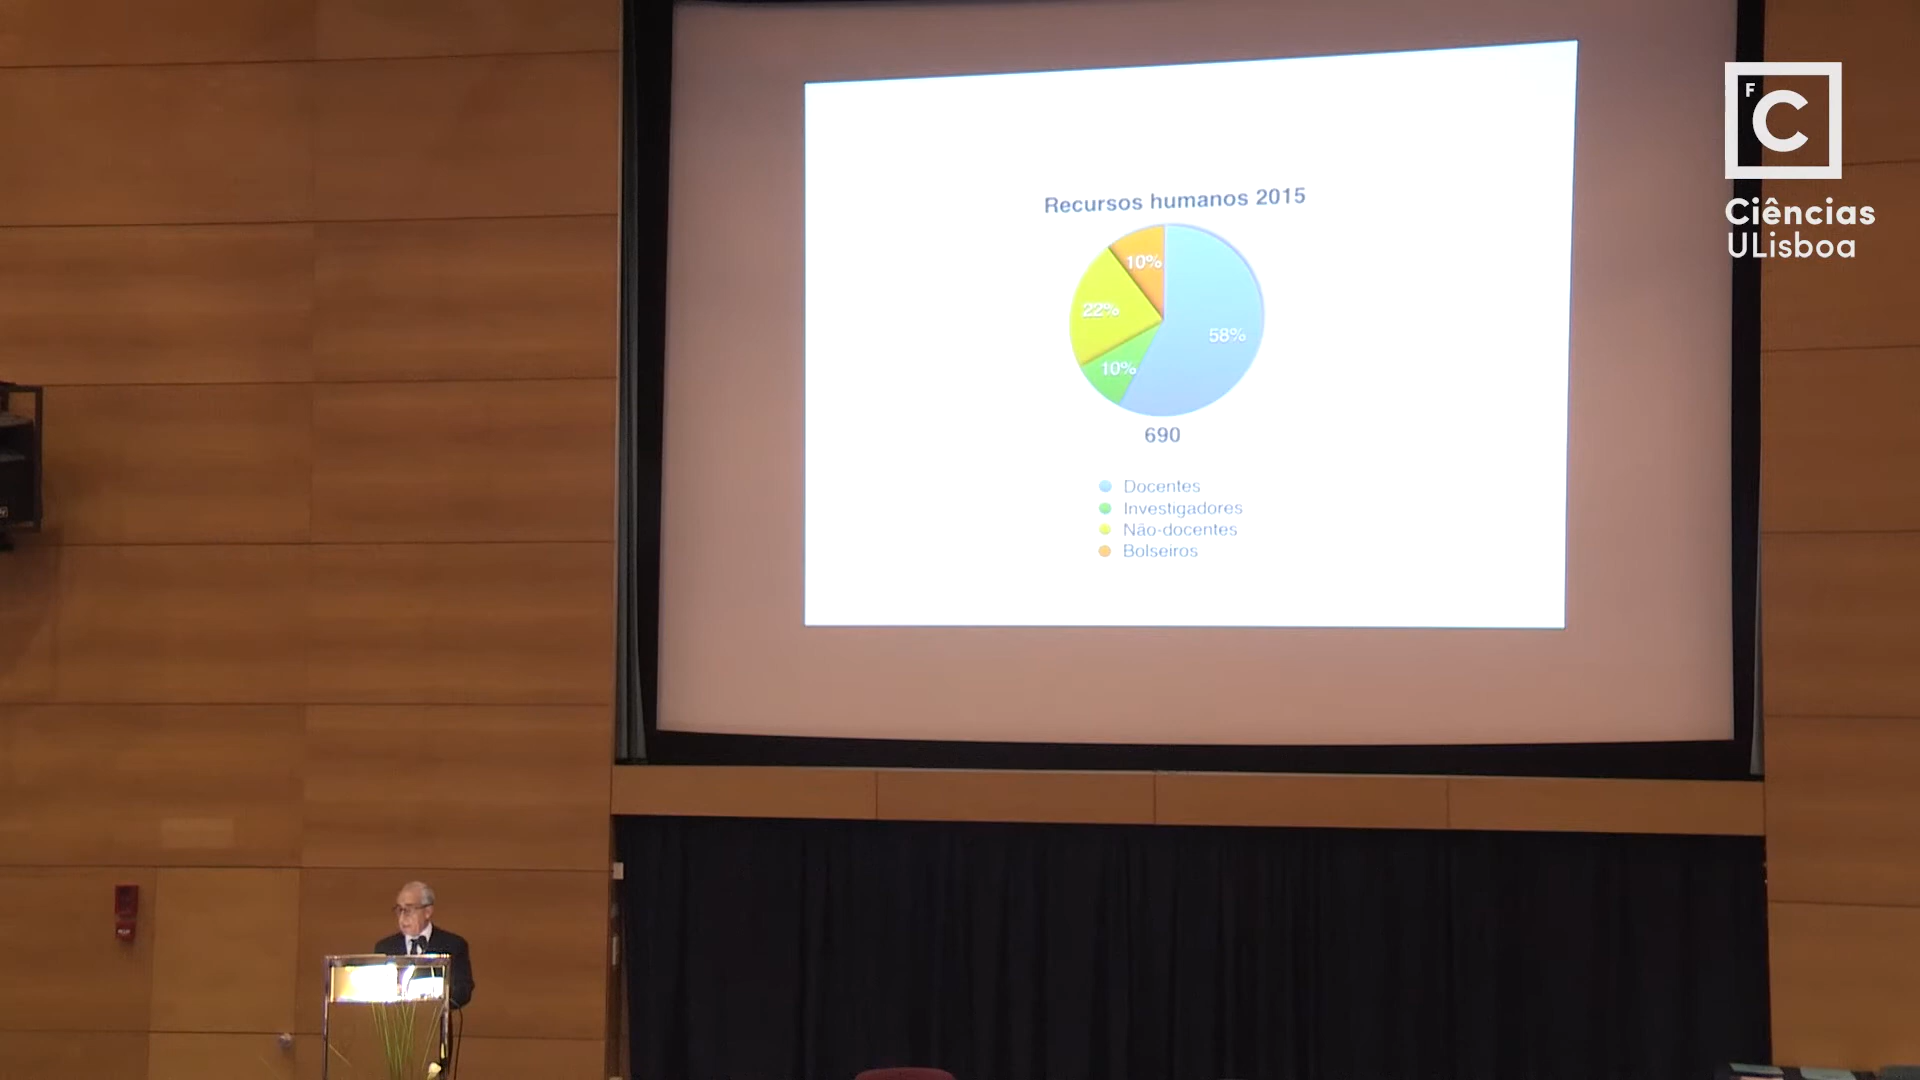 F
C
Ciências
ULisboa
Recursos humanos 2015
10%
22%
58%
10%
690
Docentes
Investigadores
Não-docentes
Bolseiros